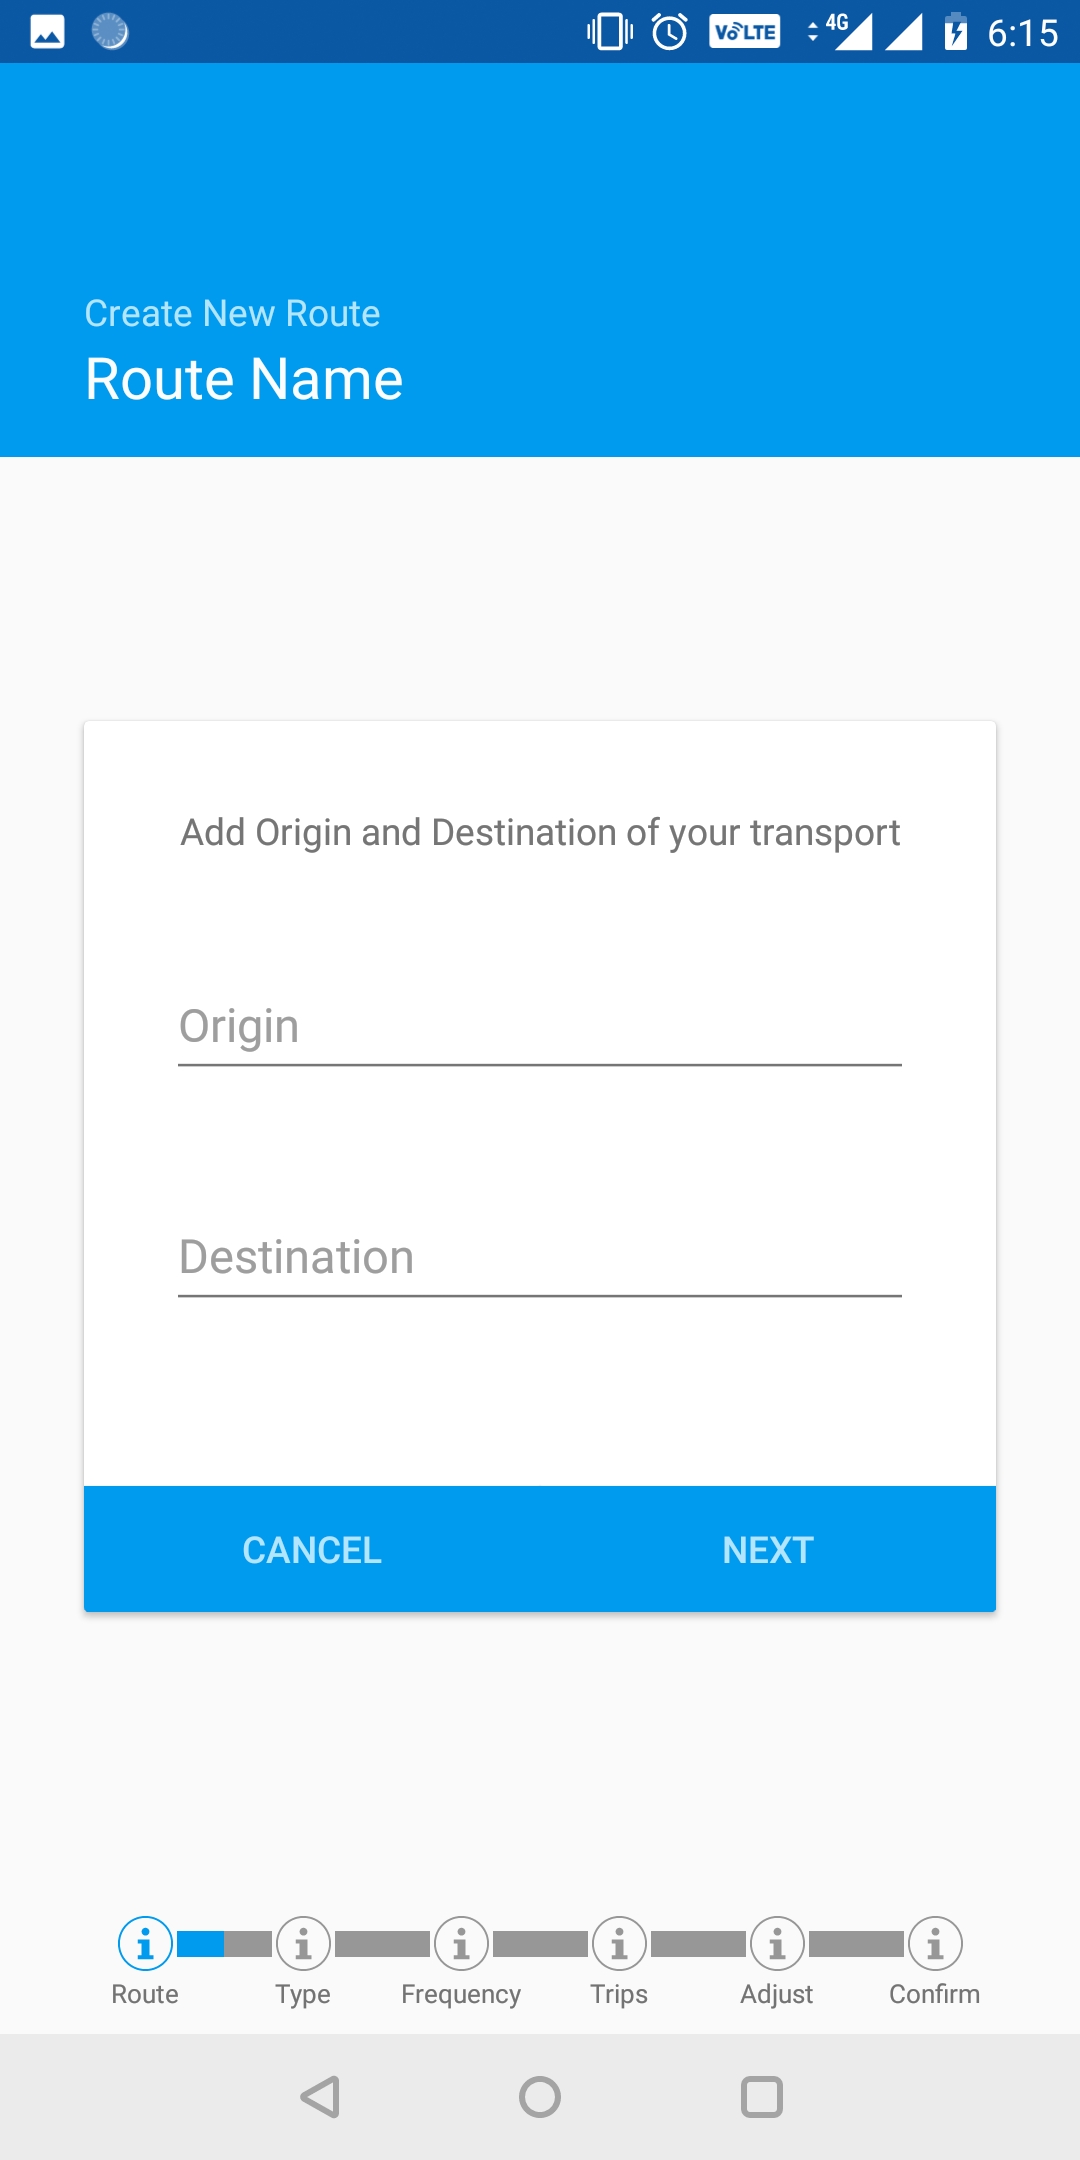 VoLTE 4G 6:15
Create New Route
Route Name
Add Origin and Destination of your transport
Origin
Destination
CANCEL NEXT
Route Type Frequency Trips Adjust Confirm